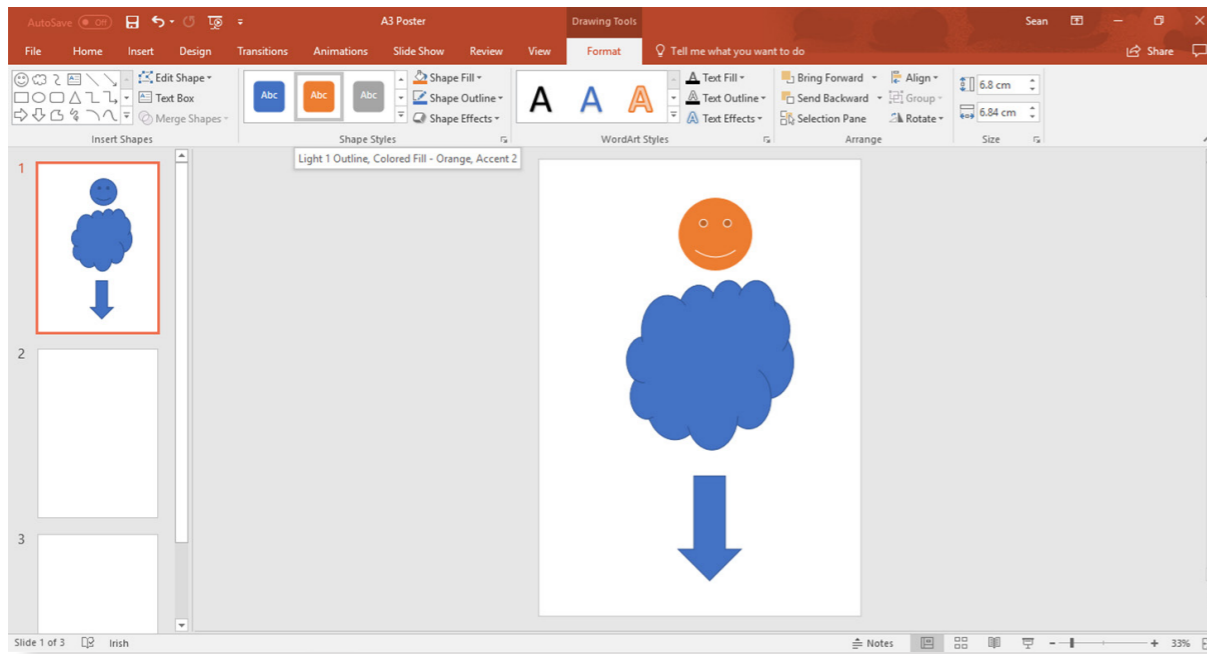 AutoSave Off A3 Poster Drawing Tools Sean
File Home Insert Design Transitions Animations Slide Show Review View Format Tell me what you want to do Share
Edit Shape
Text Box
Merge Shapes
Insert Shapes
Abc Abc Abc
Shape Fill
Shape Outline
Shape Effects
Shape Styles
A A A
Text Fill
Text Outline
Text Effects
WordArt Styles
Bring Forward Align
Send Backward Group
Selection Pane Rotate
Arrange
6.8 cm
6.84 cm
Size
Light 1 Outline, Colored Fill - Orange, Accent 2
1
2
3
Slide 1 of 3 Irish Notes 33%